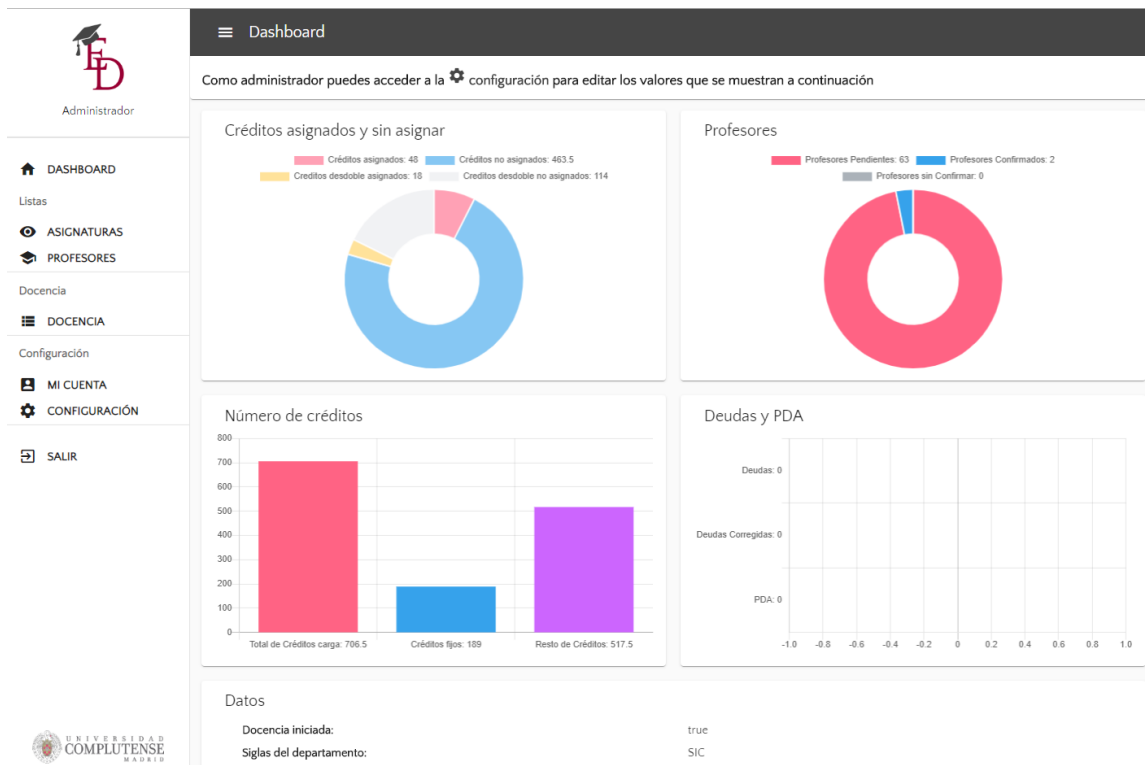 ED
Administrador
DASHBOARD
Listas
ASIGNATURAS
PROFESORES
Docencia
DOCENCIA
Configuración
MI CUENTA
CONFIGURACIÓN
SALIR
UNIVERSIDAD
COMPLUTENSE
MADRID
Dashboard
Como administrador puedes acceder a la configuración para editar los valores que se muestran a continuación
Créditos asignados y sin asignar
Créditos asignados: 48 Créditos no asignados: 463.5
Creditos desdoble asignados: 18 Creditos desdoble no asignados: 114
Profesores
Profesores Pendientes: 63 Profesores Confirmados: 2
Profesores sin Confirmar: 0
Número de créditos
800
700
600
500
400
300
200
100
0
Total de Créditos carga: 706.5 Créditos fijos: 189 Resto de Créditos: 517.5
Deudas y PDA
Deudas: 0
Deudas Corregidas: 0
PDA: 0
-1.0 -0.8 -0.6 -0.4 -0.2 0 0.2 0.4 0.6 0.8 1.0
Datos
Docencia iniciada: true
Siglas del departamento: SIC